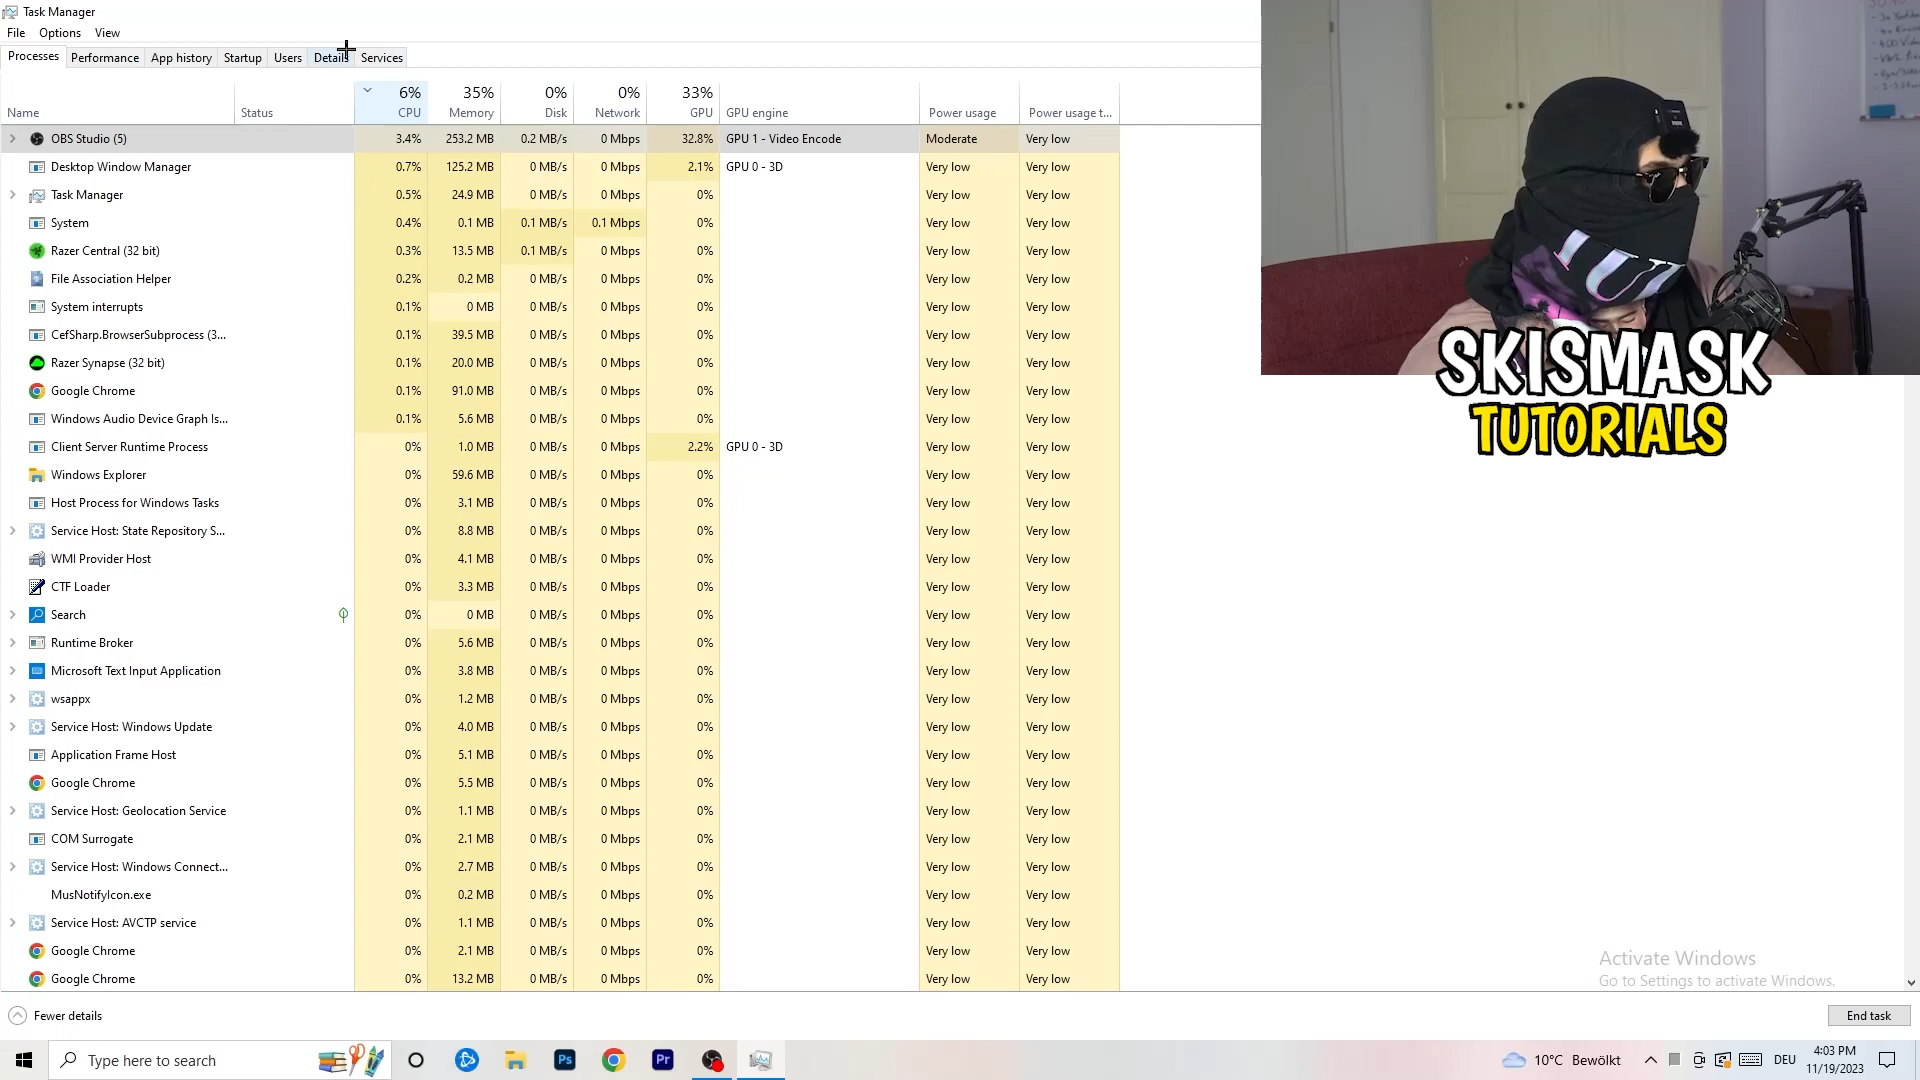 Task Manager
File Options View
Processes Performance App history Startup Users Details Services
6% 35% 0% 0% 33%
Name Status CPU Memory Disk Network GPU GPU engine Power usage Power usage t...
OBS Studio (5) 3.4% 253.2 MB 0.2 MB/s 0 Mbps 32.8% GPU 1 - Video Encode Moderate Very low
Desktop Window Manager 0.7% 125.2 MB 0 MB/s 0 Mbps 2.1% GPU 0 - 3D Very low Very low
Task Manager 0.5% 24.9 MB 0 MB/s 0 Mbps 0% Very low Very low
System 0.4% 0.1 MB 0.1 MB/s 0.1 Mbps 0% Very low Very low
Razer Central (32 bit) 0.3% 13.5 MB 0.1 MB/s 0 Mbps 0% Very low Very low
File Association Helper 0.2% 0.2 MB 0 MB/s 0 Mbps 0% Very low Very low
System interrupts 0.1% 0 MB 0 MB/s 0 Mbps 0% Very low Very low
CefSharp.BrowserSubprocess (3... 0.1% 39.5 MB 0 MB/s 0 Mbps 0% Very low Very low
Razer Synapse (32 bit) 0.1% 20.0 MB 0 MB/s 0 Mbps 0% Very low Very low
Google Chrome 0.1% 91.0 MB 0 MB/s 0 Mbps 0% Very low Very low
Windows Audio Device Graph Is... 0.1% 5.6 MB 0 MB/s 0 Mbps 0% Very low Very low
Client Server Runtime Process 0% 1.0 MB 0 MB/s 0 Mbps 2.2% GPU 0 - 3D Very low Very low
Windows Explorer 0% 59.6 MB 0 MB/s 0 Mbps 0% Very low Very low
Host Process for Windows Tasks 0% 3.1 MB 0 MB/s 0 Mbps 0% Very low Very low
Service Host: State Repository S... 0% 8.8 MB 0 MB/s 0 Mbps 0% Very low Very low
WMI Provider Host 0% 4.1 MB 0 MB/s 0 Mbps 0% Very low Very low
CTF Loader 0% 3.3 MB 0 MB/s 0 Mbps 0% Very low Very low
Search 0% 0 MB 0 MB/s 0 Mbps 0% Very low Very low
Runtime Broker 0% 5.6 MB 0 MB/s 0 Mbps 0% Very low Very low
Microsoft Text Input Application 0% 3.8 MB 0 MB/s 0 Mbps 0% Very low Very low
wsappx 0% 1.2 MB 0 MB/s 0 Mbps 0% Very low Very low
Service Host: Windows Update 0% 4.0 MB 0 MB/s 0 Mbps 0% Very low Very low
Application Frame Host 0% 5.1 MB 0 MB/s 0 Mbps 0% Very low Very low
Google Chrome 0% 5.5 MB 0 MB/s 0 Mbps 0% Very low Very low
Service Host: Geolocation Service 0% 1.1 MB 0 MB/s 0 Mbps 0% Very low Very low
COM Surrogate 0% 2.1 MB 0 MB/s 0 Mbps 0% Very low Very low
Service Host: Windows Connect... 0% 2.7 MB 0 MB/s 0 Mbps 0% Very low Very low
MusNotifyIcon.exe 0% 0.2 MB 0 MB/s 0 Mbps 0% Very low Very low
Service Host: AVCTP service 0% 1.1 MB 0 MB/s 0 Mbps 0% Very low Very low
Google Chrome 0% 2.1 MB 0 MB/s 0 Mbps 0% Very low Very low
Google Chrome 0% 13.2 MB 0 MB/s 0 Mbps 0% Very low Very low
SKISMASK
TUTORIALS
Activate Windows
Go to Settings to activate Windows.
Fewer details End task
Type here to search Ps Pr 10°C Bewölkt DEU 4:03 PM
11/19/2023